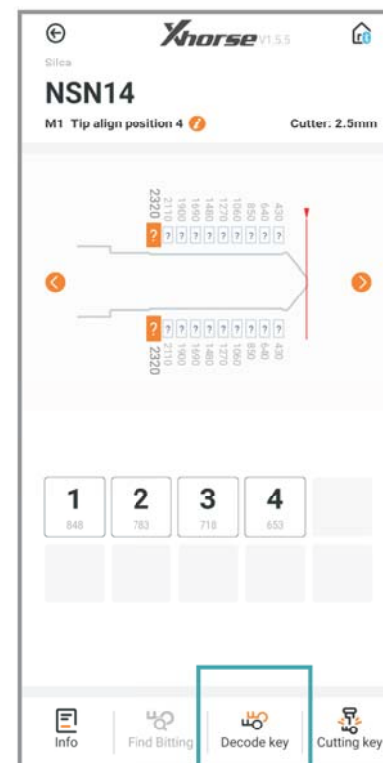 Xhorse V1.5.5
Silca
NSN14
M1 Tip align position 4 Cutter: 2.5mm
2320 2110 1900 1690 1480 1270 1060 850 640 430
? ? ? ? ? ? ? ? ? ?
? ? ? ? ? ? ? ? ? ?
2320 2110 1900 1690 1480 1270 1060 850 640 430
1 2 3 4
848 783 718 653
Info Find Bitting Decode key Cutting key